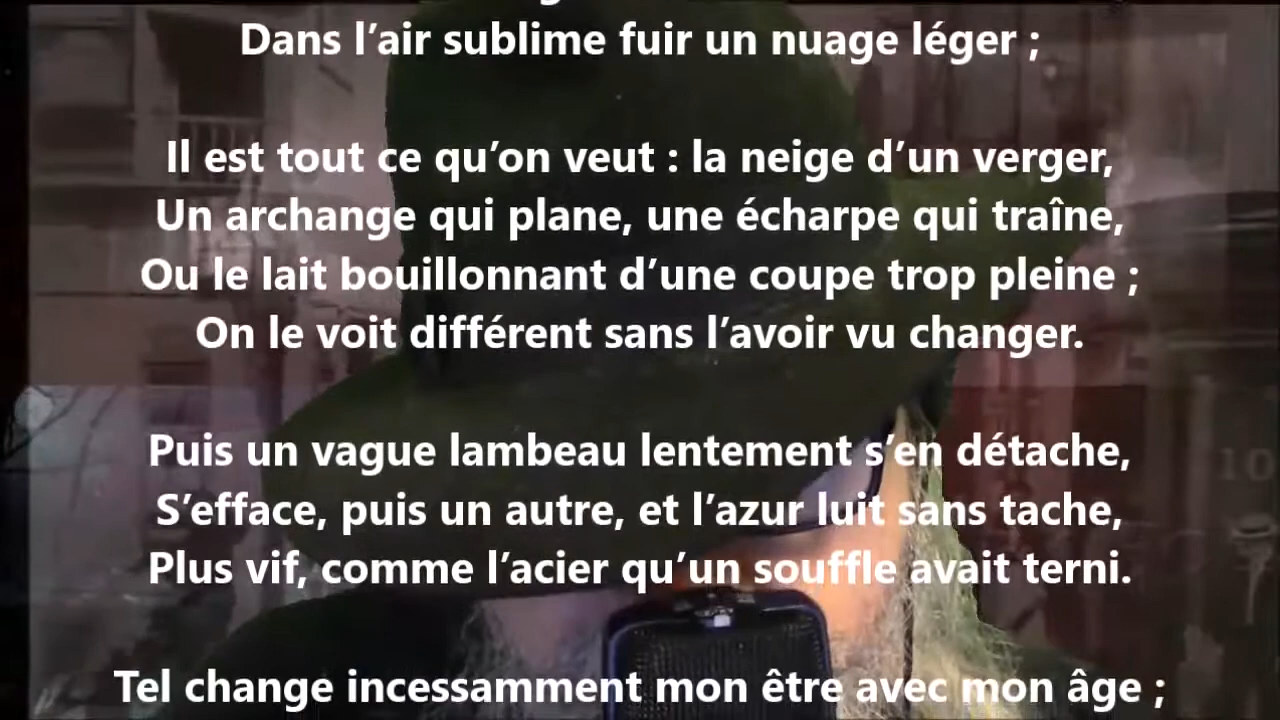 Dans l’air sublime fuir un nuage léger ;
Il est tout ce qu’on veut : la neige d’un verger,
Un archange qui plane, une écharpe qui traîne,
Ou le lait bouillonnant d’une coupe trop pleine ;
On le voit différent sans l’avoir vu changer.
Puis un vague lambeau lentement s’en détache,
S’efface, puis un autre, et l’azur luit sans tache,
Plus vif, comme l’acier qu’un souffle avait terni.
Tel change incessamment mon être avec mon âge ;
10